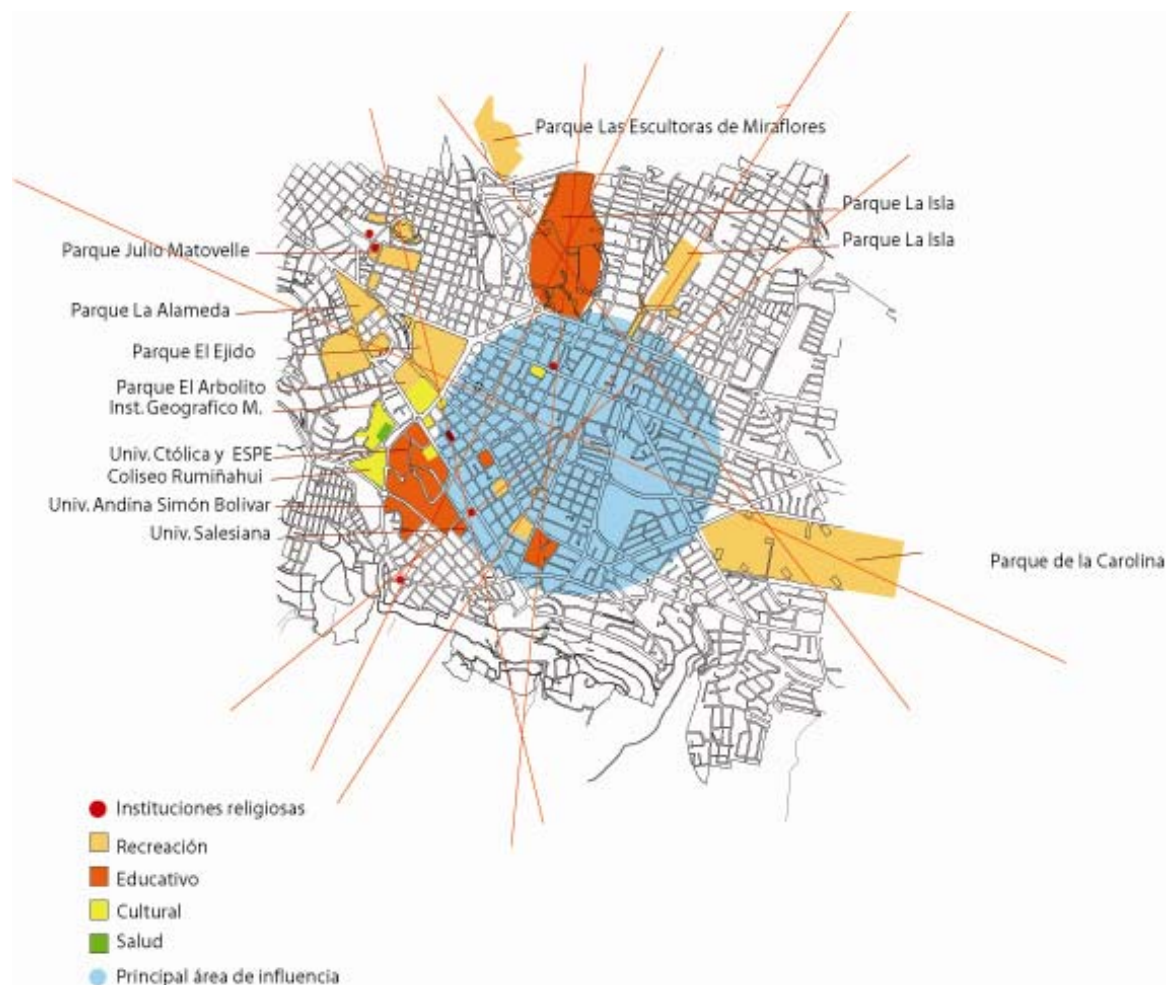 Parque Las Escultoras de Miraflores
Parque La Isla
Parque La Isla
Parque Julio Matovelle
Parque La Alameda
Parque El Ejido
Parque El Arbolito
Inst. Geografico M.
Univ. Ctólica y ESPE
Coliseo Rumiñahui
Univ. Andina Simón Bolivar
Univ. Salesiana
Parque de la Carolina
Instituciones religiosas
Recreación
Educativo
Cultural
Salud
Principal área de influencia